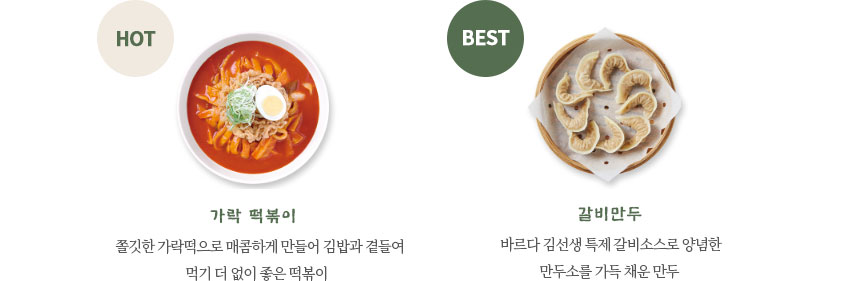 HOT
가락 떡볶이
쫄깃한 가락떡으로 매콤하게 만들어 김밥과 곁들여
먹기 더 없이 좋은 떡볶이
BEST
갈비만두
바르다 김선생 특제 갈비소스로 양념한
만두소를 가득 채운 만두